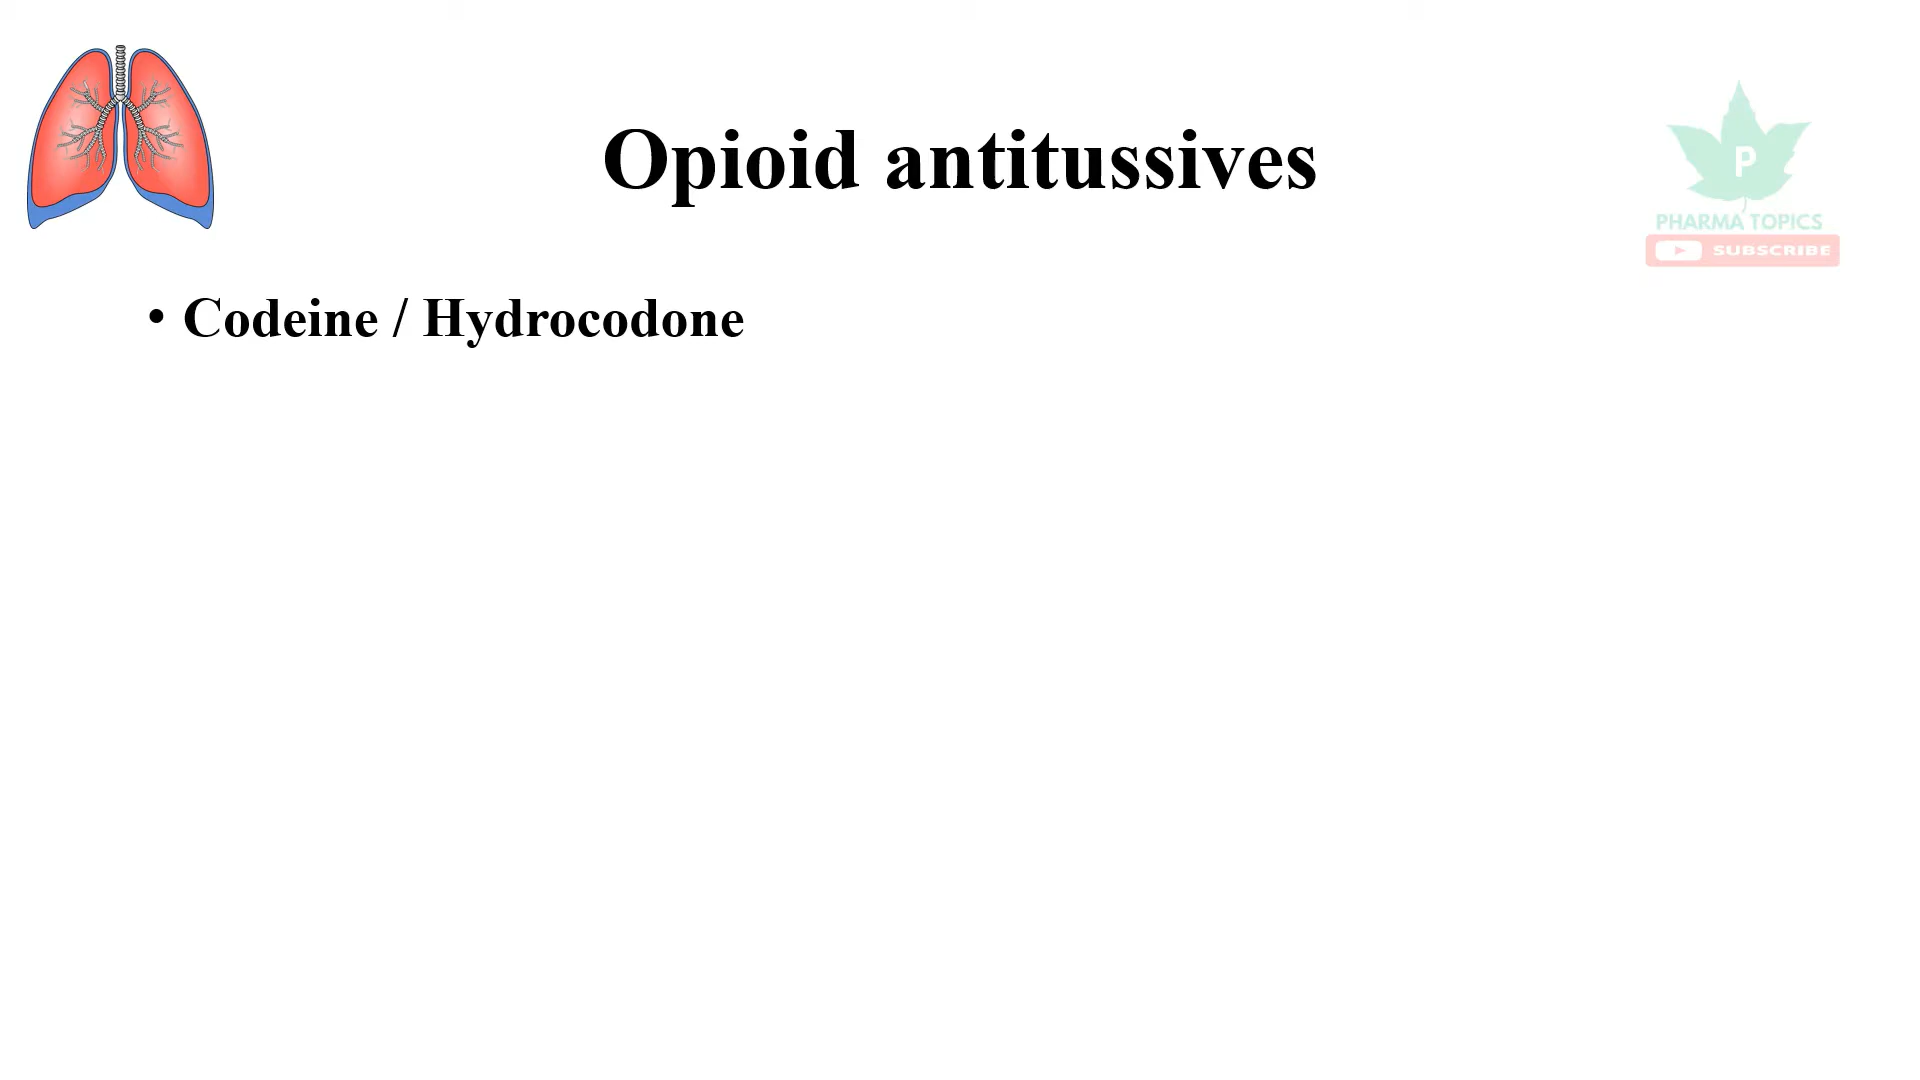 Opioid antitussives
P
PHARMA TOPICS
SUBSCRIBE
• Codeine / Hydrocodone